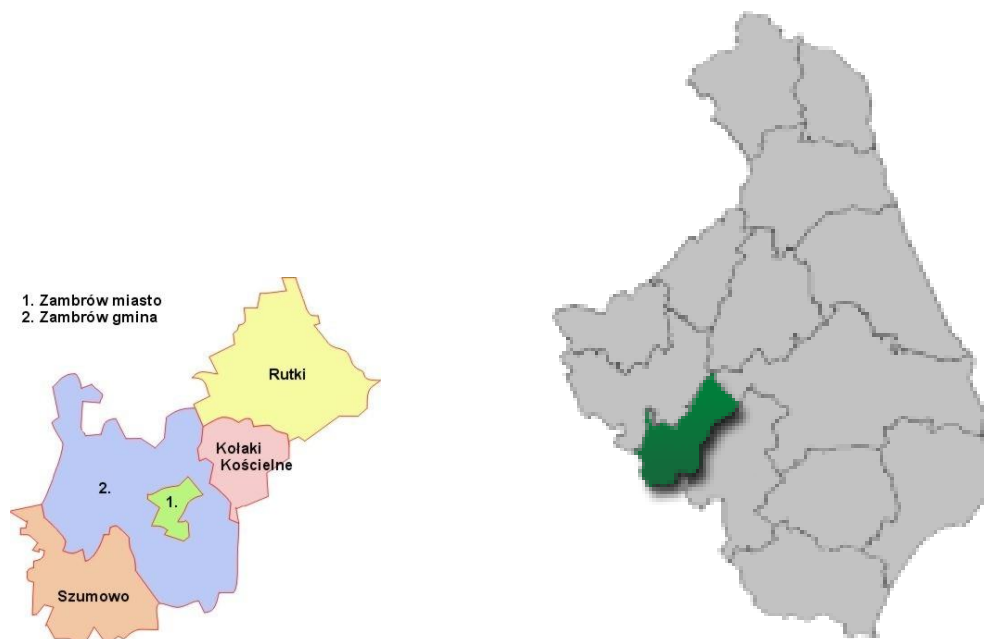 1. Zambrów miasto
2. Zambrów gmina
Rutki
Kołaki
Kościelne
2.
1.
Szumowo